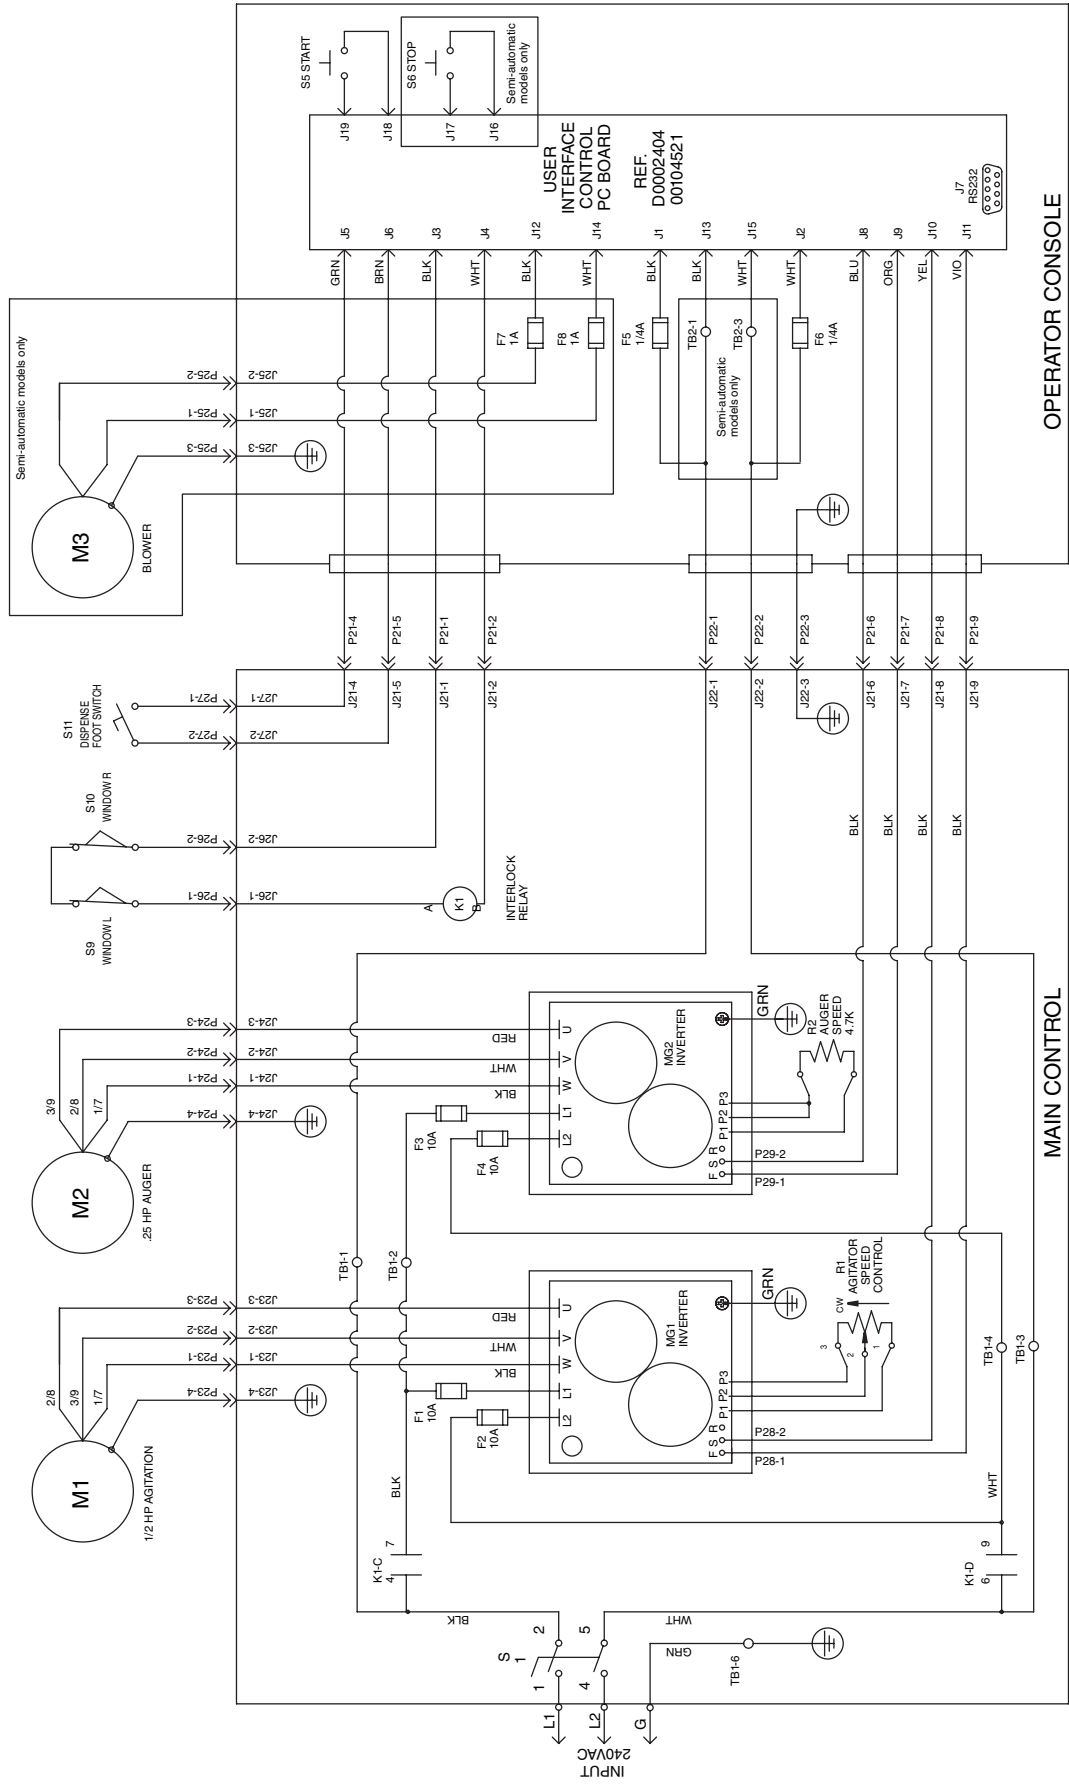 Semi-automatic models only
M3
BLOWER
P25-2
P25-1
P25-3
J25-2
J25-1
J25-3
S5 START
S6 STOP
Semi-automatic
models only
J19
J18
J17
J16
USER
INTERFACE
CONTROL
PC BOARD
REF.
D0002404
00104521
J7
RS232
J5
J6
J3
J4
J12
J14
J1
J13
J15
J2
J8
J9
J10
J11
GRN
BRN
BLK
WHT
BLK
WHT
BLK
BLK
WHT
WHT
BLU
ORG
YEL
VIO
F7
1A
F8
1A
F5
1/4A
TB2-1
TB2-3
F6
1/4A
Semi-automatic
models only
OPERATOR CONSOLE
P21-4
P21-5
P21-1
P21-2
P22-1
P22-2
P22-3
P21-6
P21-7
P21-8
P21-9
J21-4
J21-5
J21-1
J21-2
J22-1
J22-2
J22-3
J21-6
J21-7
J21-8
J21-9
S11
DISPENSE
FOOT SWITCH
P27-1
P27-2
J27-1
J27-2
S10
WINDOW R
S9
WINDOW L
P26-2
P26-1
J26-2
J26-1
A
K1
B
INTERLOCK
RELAY
BLK
BLK
BLK
BLK
M2
.25 HP AUGER
3/9
2/8
1/7
P24-3
P24-2
P24-1
P24-4
J24-3
J24-2
J24-1
J24-4
RED
WHT
BLK
F3
10A
F4
10A
U
V
W
L1
L2
MG2
INVERTER
GRN
P3
P2
P1
R
S
F
P29-2
P29-1
R2
AUGER
SPEED
4.7K
M1
1/2 HP AGITATION
2/8
3/9
1/7
P23-3
P23-2
P23-1
P23-4
J23-3
J23-2
J23-1
J23-4
RED
WHT
BLK
TB1-1
TB1-2
F1
10A
F2
10A
U
V
W
L1
L2
MG1
INVERTER
GRN
P3
P2
P1
R
S
F
P28-2
P28-1
R1
AGITATOR
SPEED
CONTROL
CW
3
2
1
TB1-4
TB1-3
BLK
WHT
K1-C
4
7
K1-D
6
9
BLK
WHT
S
1
1
2
4
5
GRN
TB1-6
L1
L2
G
INPUT
240VAC
MAIN CONTROL